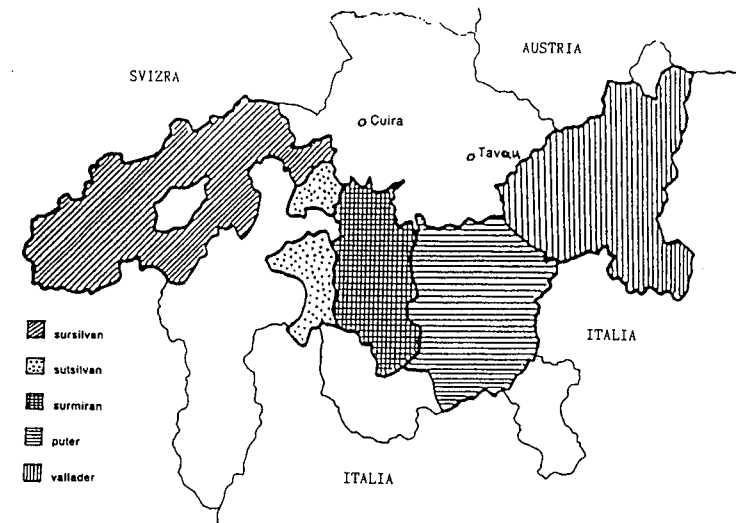 AUSTRIA
SVIZRA
Cuira
Tavau
ITALIA
sursilvan
sutsilvan
surmiran
puter
vallader
ITALIA